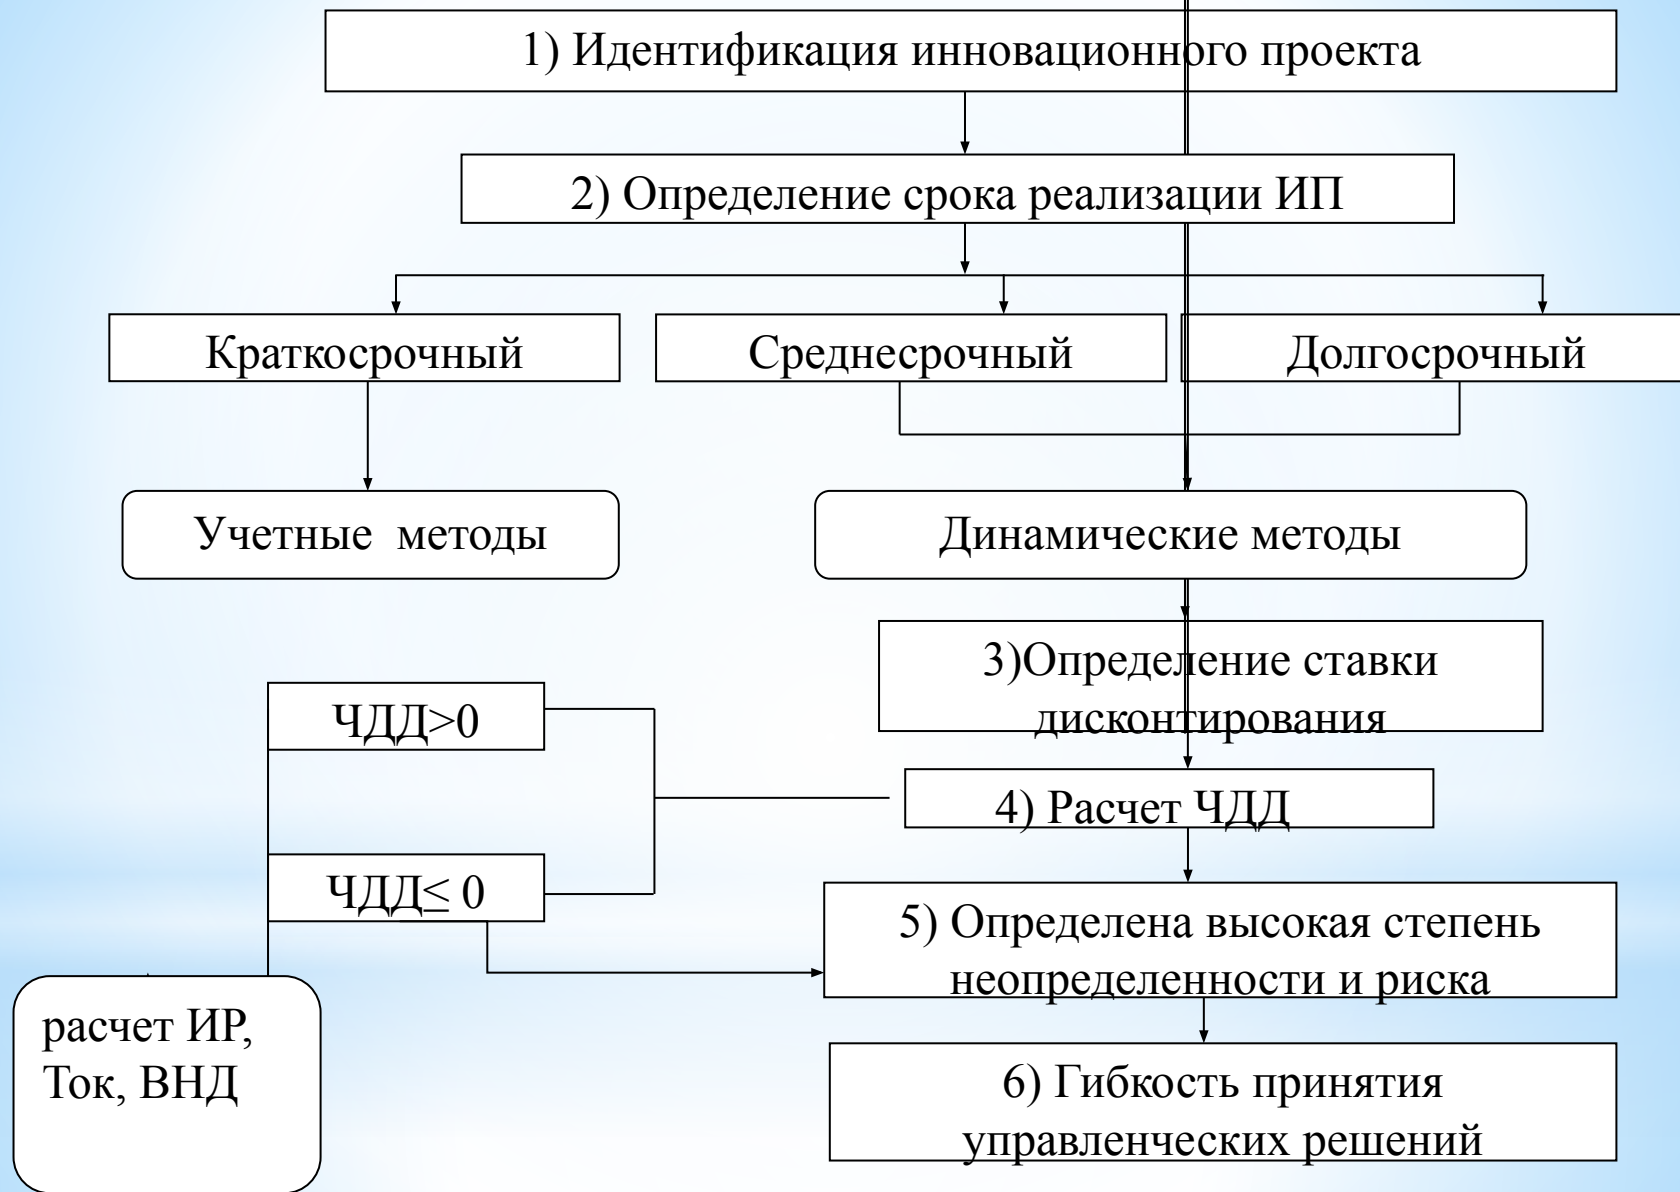 1) Идентификация инновационного проекта
2) Определение срока реализации ИП
Краткосрочный
Среднесрочный
Долгосрочный
Учетные методы
Динамические методы
3)Определение ставки
дисконтирования
ЧДД>0
4) Расчет ЧДД
ЧДД≤ 0
5) Определена высокая степень
неопределенности и риска
расчет ИР,
Ток, ВНД
6) Гибкость принятия
управленческих решений